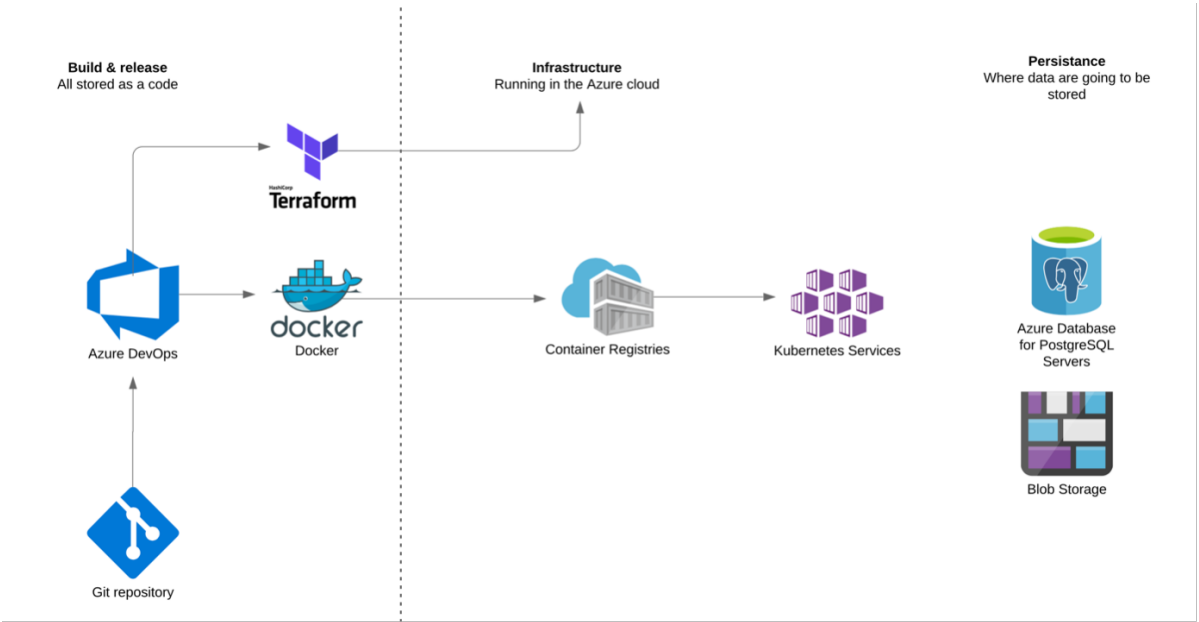 Build & release
All stored as a code
Infrastructure
Running in the Azure cloud
Persistance
Where data are going to be
stored
HashiCorp
Terraform
docker
Azure DevOps
Docker
Container Registries
Kubernetes Services
Azure Database
for PostgreSQL
Servers
Blob Storage
Git repository